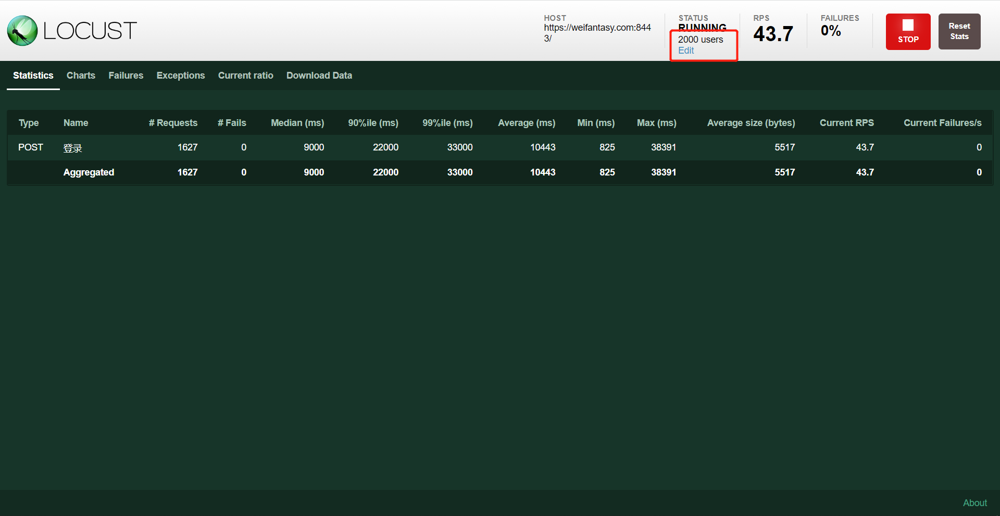 LOCUST
HOST
https://weifantasy.com:844
3/
STATUS
RUNNING
2000 users
Edit
RPS
43.7
FAILURES
0%
STOP
Reset
Stats
Statistics Charts Failures Exceptions Current ratio Download Data
Type Name # Requests # Fails Median (ms) 90%ile (ms) 99%ile (ms) Average (ms) Min (ms) Max (ms) Average size (bytes) Current RPS Current Failures/s
POST 登录 1627 0 9000 22000 33000 10443 825 38391 5517 43.7 0
Aggregated 1627 0 9000 22000 33000 10443 825 38391 5517 43.7 0
About